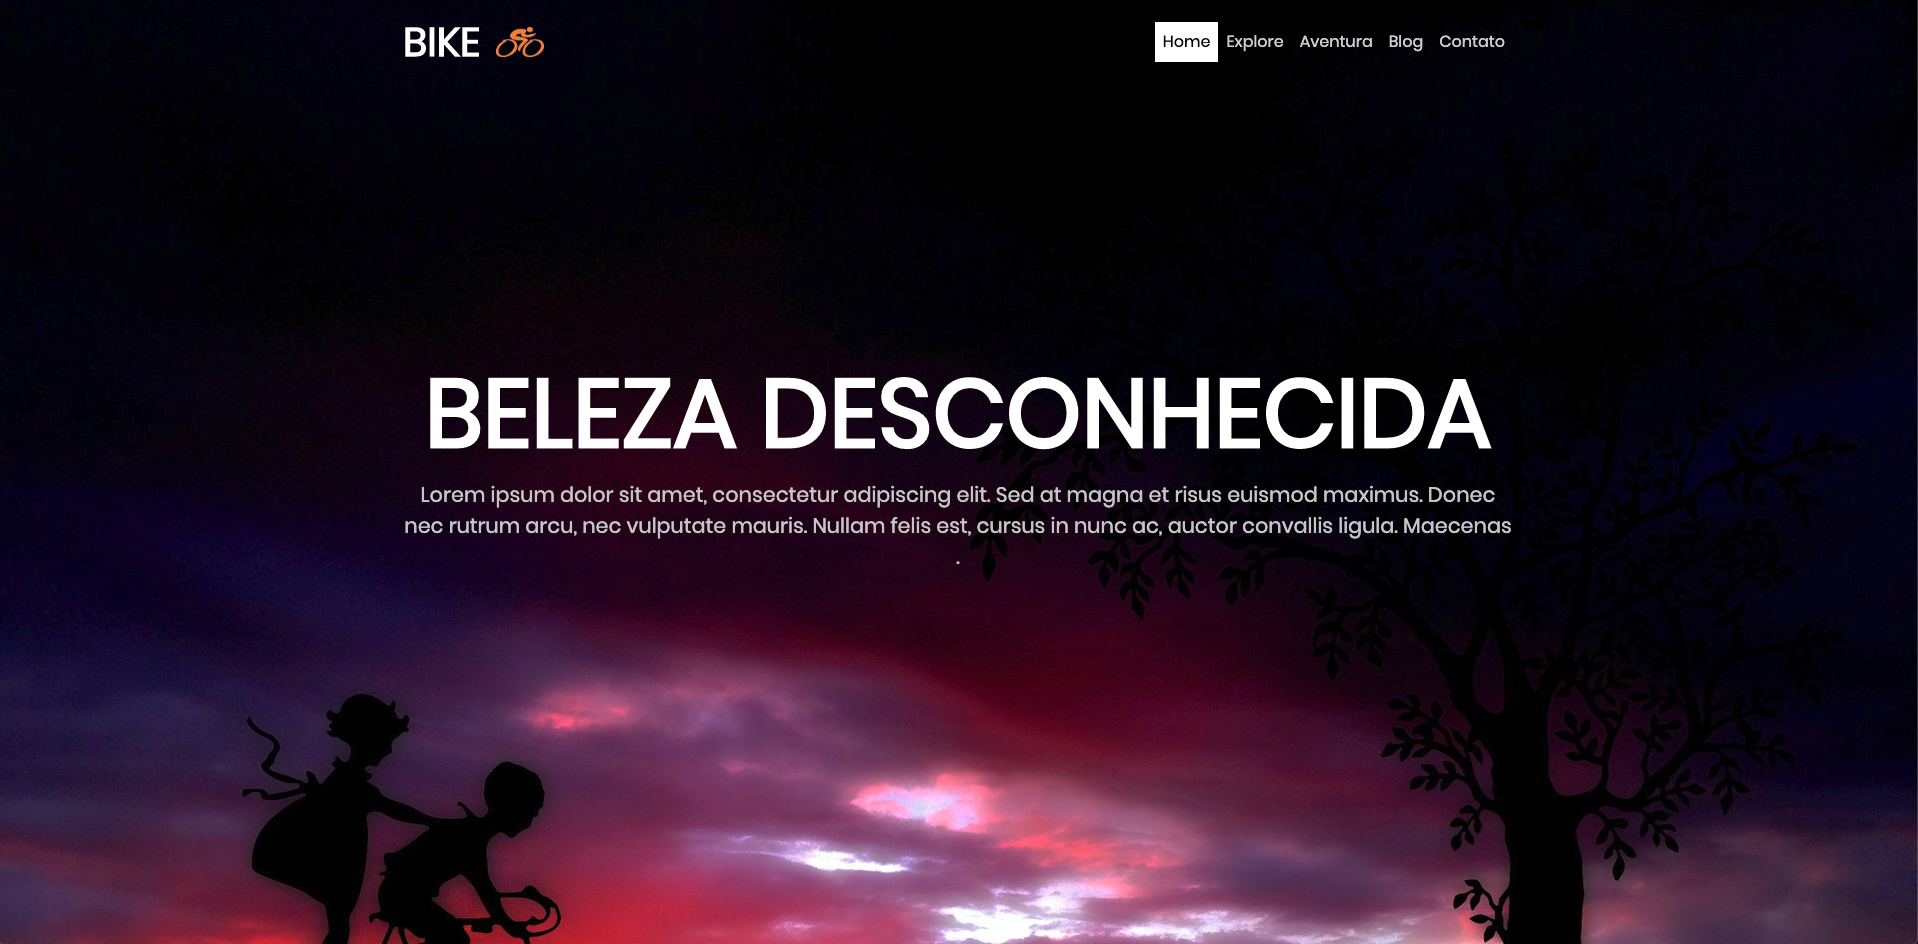 BIKE
Home Explore Aventura Blog Contato
BELEZA DESCONHECIDA
Lorem ipsum dolor sit amet, consectetur adipiscing elit. Sed at magna et risus euismod maximus. Donec
nec rutrum arcu, nec vulputate mauris. Nullam felis est, cursus in nunc ac, auctor convallis ligula. Maecenas
.